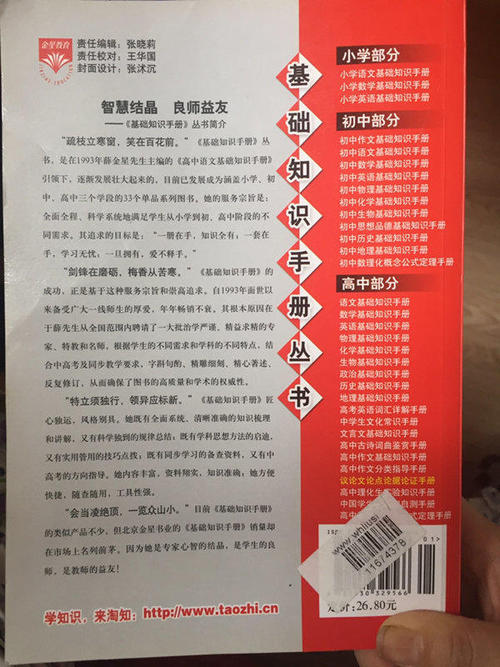 金星教育
责任编辑：张晓莉
责任校对：王华国
封面设计：张沐沉
智慧结晶 良师益友
——《基础知识手册》丛书简介
“疏枝立寒窗，笑在百花前。”《基础知识手册》丛
书，是在1993年薛金星先生主编的《高中语文基础知识手册》
引领下，逐渐发展壮大起来的，目前已发展成为涵盖小学、初
中、高中三个学段的33个单品系列图书。她的服务宗旨是：
全面全程、科学系统地满足学生从小学到初、高中阶段的不
同需求。其追求的目标是：“一册在手，知识全有；一套在
手，学习无忧；一旦拥有，爱不释手。”
“剑锋在磨砺，梅香从苦寒。”《基础知识手册》的
成功，正是基于这种服务宗旨和崇高追求。自1993年面世以
来备受广大一线师生的厚爱，年年畅销不衰。其根本原因在
于薛先生从全国范围内聘请了一大批治学严谨、精益求精的专
家、特教和名师，根据学生的不同需求和学科的不同特点，结
合中高考及同步教学要求，字斟句酌、精雕细刻、精心著述、
反复修订，从而确保了图书的高质量和学术的权威性。
“特立须独行，领异应标新。”《基础知识手册》匠
心独运，风格别具。她既有全面系统、清晰准确的知识梳理
和讲解，又有科学独到的规律总结；既有学科思想方法的启迪，
又有实用管用的技巧点拨；既有同步学习的备查资料，又有中
高考的方向指导。她内容丰富，资料翔实，知识准确，她方便
快捷，随查随用，工具性强。
“会当凌绝顶，一览众山小。”目前《基础知识手册》
的类似产品不少，但北京金星书业的《基础知识手册》销量却
在市场上名列前茅。因为她是专家心智的结晶，是学生的良
师，是教师的益友！
学知识，来淘知：http://www.taozhi.cn
基
础
知
识
手
册
丛
书
小学部分
小学语文基础知识手册
小学数学基础知识手册
小学英语基础知识手册
初中部分
初中作文基础知识手册
初中语文基础知识手册
初中数学基础知识手册
初中英语基础知识手册
初中物理基础知识手册
初中化学基础知识手册
初中生物基础知识手册
初中思想品德基础知识手册
初中历史基础知识手册
初中地理基础知识手册
初中数理化概念公式定理手册
高中部分
语文基础知识手册
数学基础知识手册
英语基础知识手册
物理基础知识手册
化学基础知识手册
生物基础知识手册
政治基础知识手册
历史基础知识手册
地理基础知识手册
高考英语词汇详解手册
中学生文化常识手册
文言文基础知识手册
高中古诗词曲鉴赏手册
高中作文基础知识手册
高中作文分类指导手册
议论文论点论据论证手册
高中理化生实验知识手册
中国学生
自测手册
高中
公式定理手册
01>
11674378
30 329566
定价：26.80元